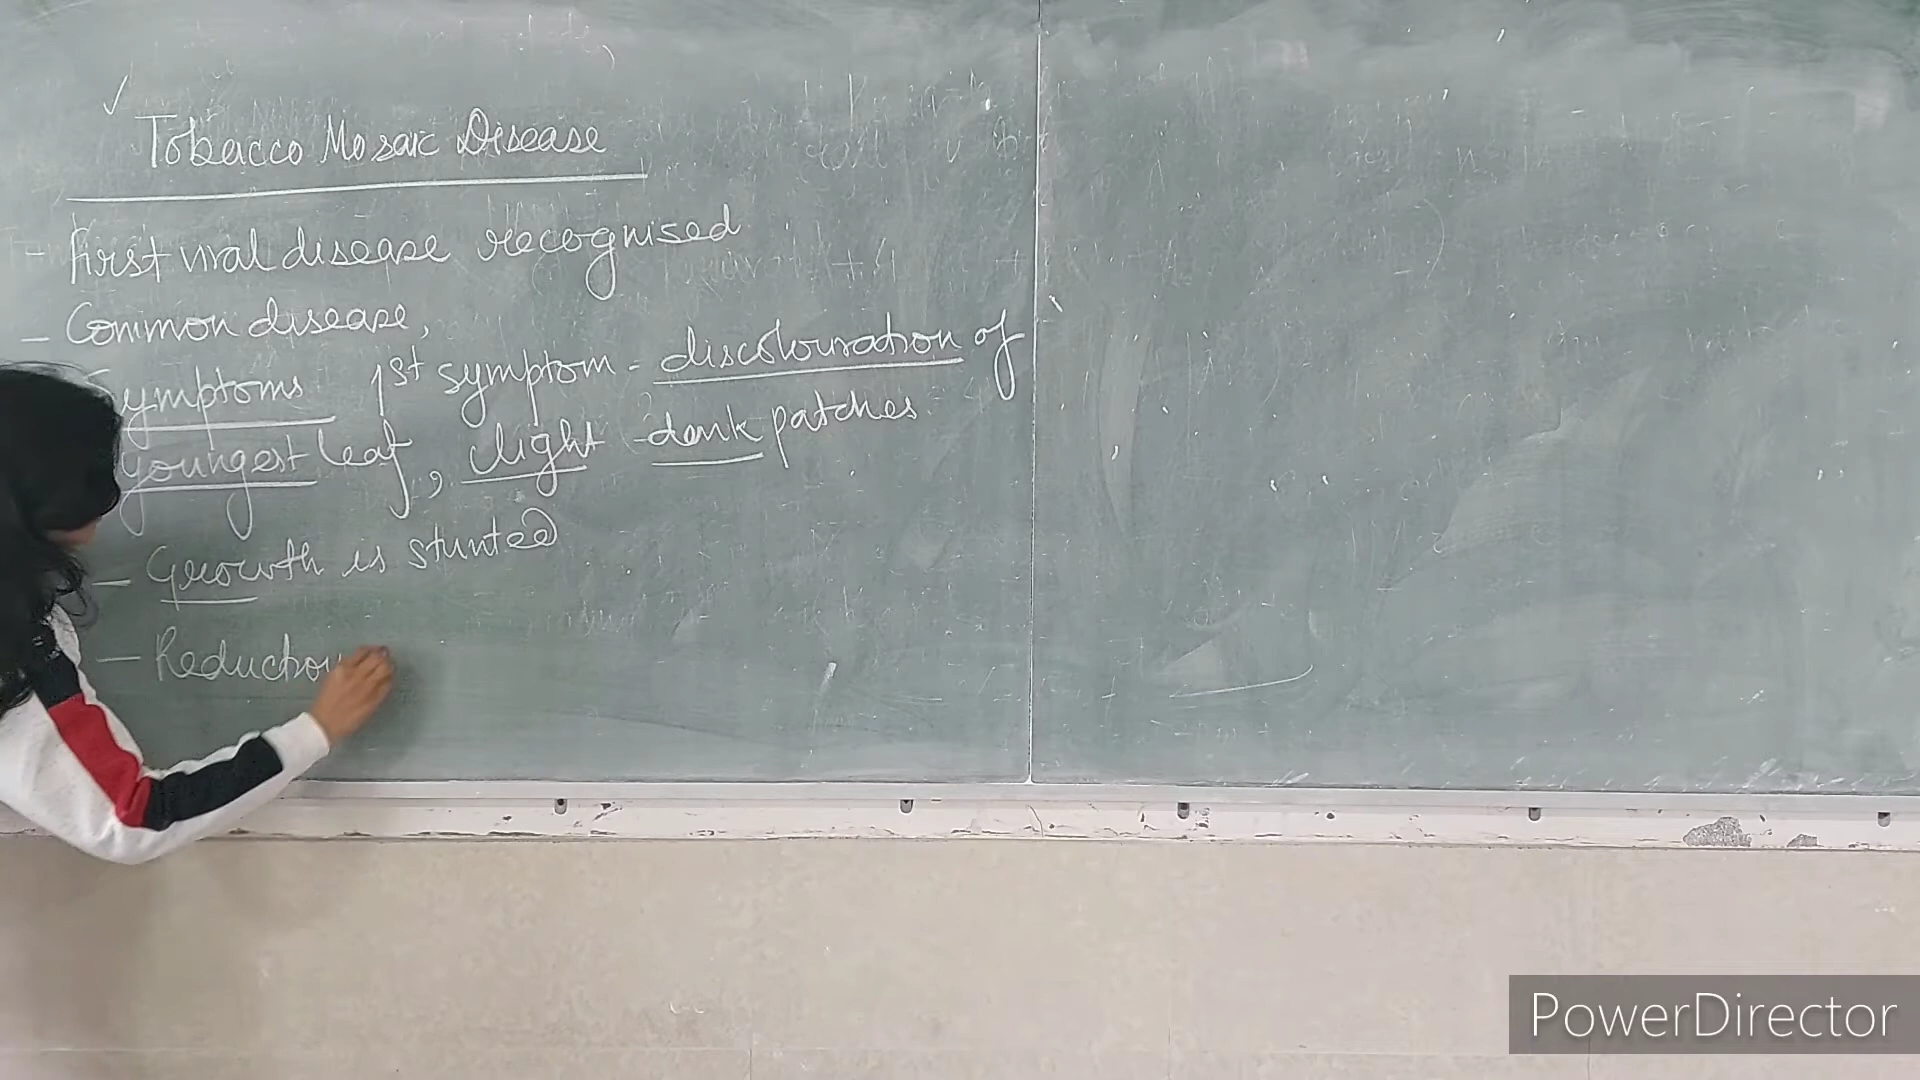 ✓
Tobacco Mosaic Disease
- First viral disease recognised
- Common disease,
Symptoms 1st symptom - discolouration of
youngest leaf, light - dark patches
- Growth is stunted
- Reduction
PowerDirector